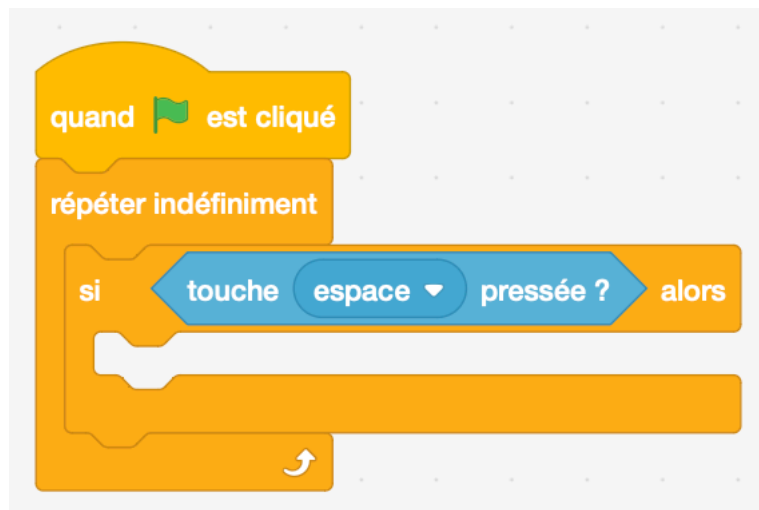 quand est cliqué
répéter indéfiniment
si touche espace pressée ? alors